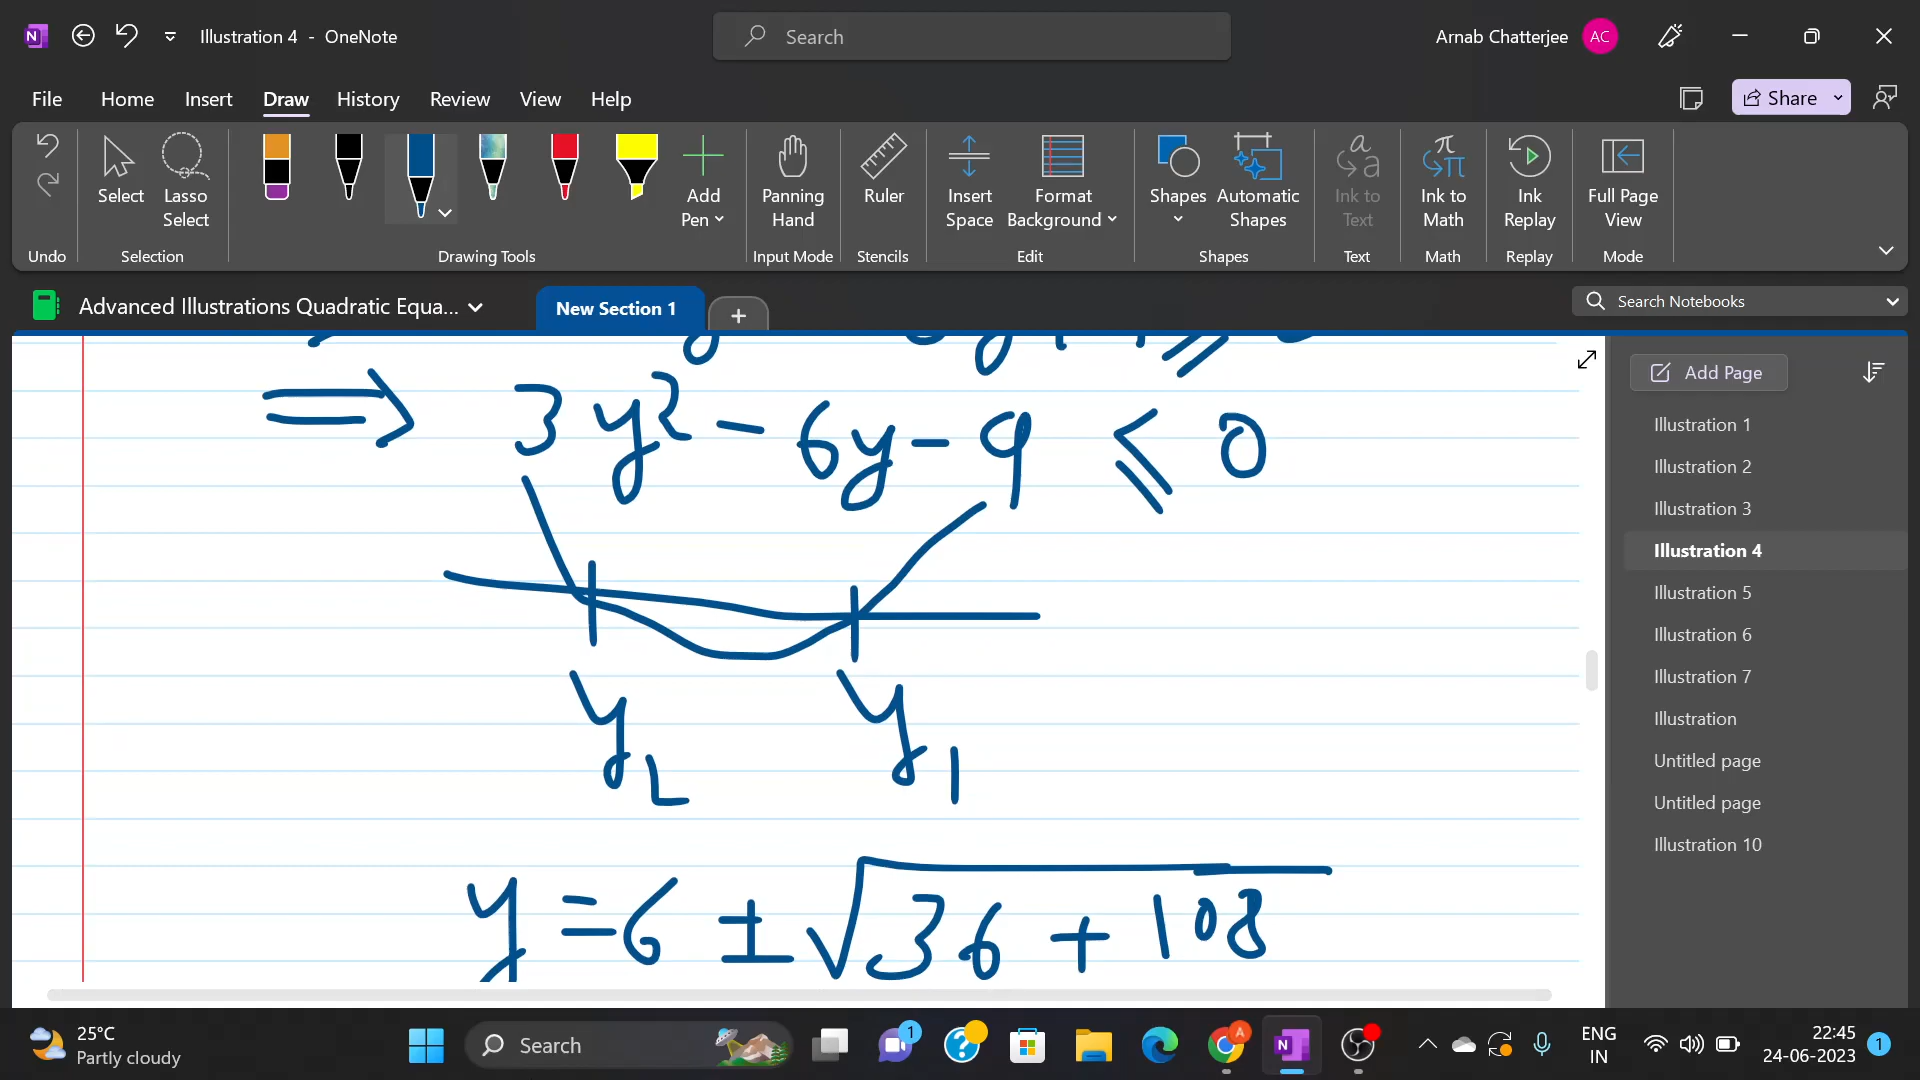 Illustration 4 - OneNote
Search
Arnab Chatterjee
AC
File Home Insert Draw History Review View Help
Share
Select
Lasso Select
Add Pen
Panning Hand
Ruler
Insert Space
Format Background
Shapes
Automatic Shapes
Ink to Text
Ink to Math
Ink Replay
Full Page View
Undo Selection Drawing Tools Input Mode Stencils Edit Shapes Text Math Replay Mode
Advanced Illustrations Quadratic Equa...
New Section 1
Search Notebooks
⇒ 3y² - 6y - 9 ≤ 0
y₂ y₁
y = 6 ± √36 + 108
Add Page
Illustration 1
Illustration 2
Illustration 3
Illustration 4
Illustration 5
Illustration 6
Illustration 7
Illustration
Untitled page
Untitled page
Illustration 10
25°C
Partly cloudy
Search
1
A
ENG
IN
22:45
24-06-2023
1